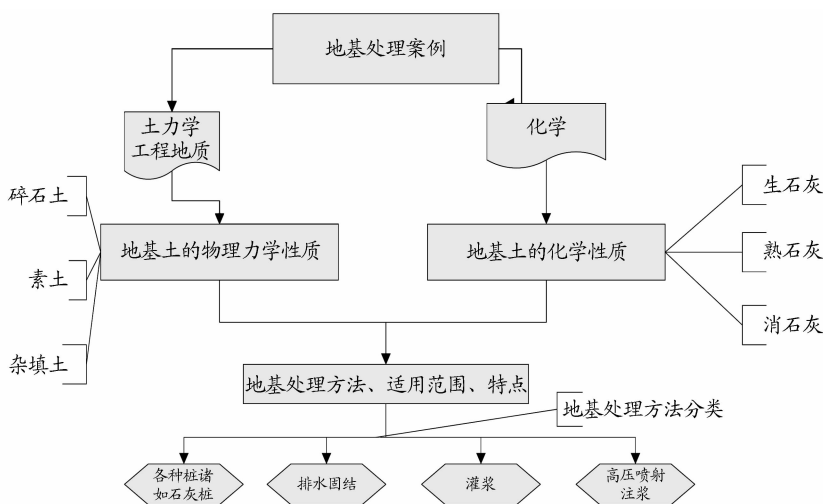 地基处理案例
土力学
工程地质
化学
碎石土
素土
杂填土
地基土的物理力学性质
地基土的化学性质
生石灰
熟石灰
消石灰
地基处理方法、适用范围、特点
地基处理方法分类
各种桩诸
如石灰桩
排水固结
灌浆
高压喷射
注浆